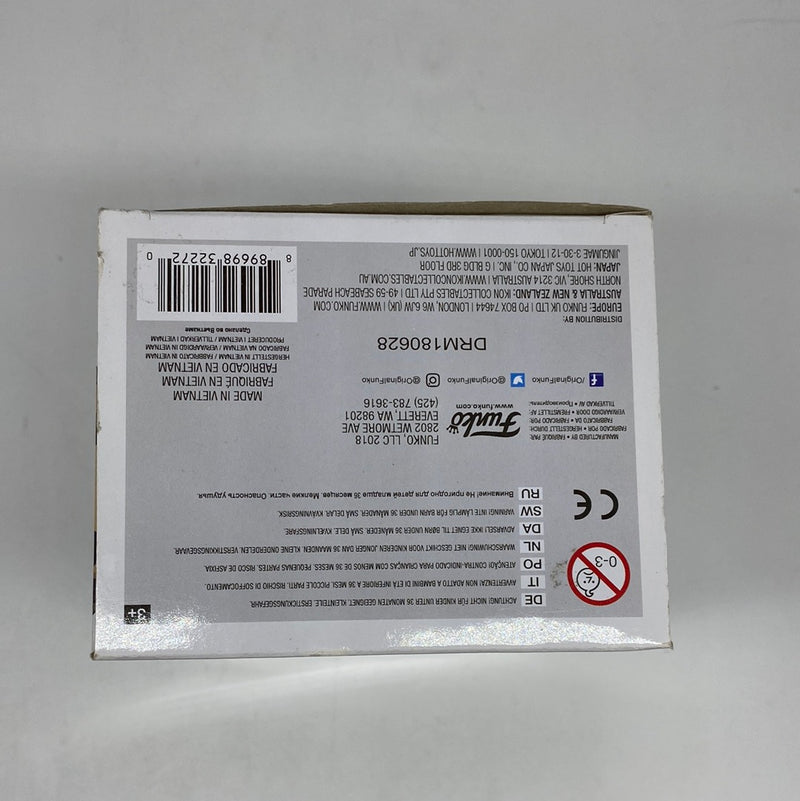 DE ACHTUNG! NICHT FÜR KINDER UNTER 36 MONATEN GEEIGNET. KLEINTEILE. ERSTICKUNGSGEFAHR.
IT AVVERTENZA! NON ADATTO A BAMBINI DI ETÀ INFERIORE A 36 MESI. PICCOLE PARTI. RISCHIO DI SOFFOCAMENTO.
PO ATENÇÃO! CONTRA-INDICADO PARA CRIANÇAS COM MENOS DE 36 MESES. PEQUENAS PARTES. RISCO DE ASFIXIA
NL WAARSCHUWING! NIET GESCHIKT VOOR KINDEREN JONGER DAN 36 MAANDEN. KLEINE ONDERDELEN. VERSTIKKINGSGEVAAR.
DA ADVARSEL! IKKE EGNET TIL BØRN UNDER 36 MÅNEDER. SMÅ DELE. KVÆLNINGSFARE.
SW VARNING! INTE LÄMPLIG FÖR BARN UNDER 36 MÅNADER. SMÅ DELAR. KVÄVNINGSRISK.
RU Внимание! Не пригодно для детей младше 36 месяцев. Мелкие части. Опасность удушья.
3+
0-3
CE
MANUFACTURED BY • FABRIQUÉ PAR:
HERGESTELLT DURCH: • FABRICADO POR:
FABBRICATO DA • FABRICADO POR:
VERVAARDIGD DOOR • FREMSTILLET AF:
TILLVERKAD AV • Производитель:
Funko
www.funko.com
FUNKO, LLC 2018
2802 WETMORE AVE
EVERETT, WA 98201
(425) 783-3616
/OriginalFunko @OriginalFunko @OriginalFunko
DRM180628
DISTRIBUTION BY:
EUROPE: FUNKO UK LTD | PO BOX 74644 | LONDON, W6 6JW (UK) | WWW.FUNKO.COM
AUSTRALIA & NEW ZEALAND: IKON COLLECTABLES PTY LTD | 49-59 SEABEACH PARADE
NORTH SHORE, VIC 3214 AUSTRALIA | WWW.IKONCOLLECTABLES.COM.AU
JAPAN: HOT TOYS JAPAN CO., INC. | G BLDG 3RD FLOOR
JINGUMAE 3-30-12 | TOKYO 150-0001 | WWW.HOTTOYS.JP
MADE IN VIETNAM
FABRIQUÉ EN VIETNAM
FABRICADO EN VIETNAM
HERGESTELLT IN VIETNAM / FABBRICATO IN VIETNAM
FABRICADO EM VIETNAM / VERVAARDIGD IN VIETNAM
PRODUCERET I VIETNAM / TILLVERKAD I VIETNAM
Сделано во Вьетнаме
8 89698 32272 0